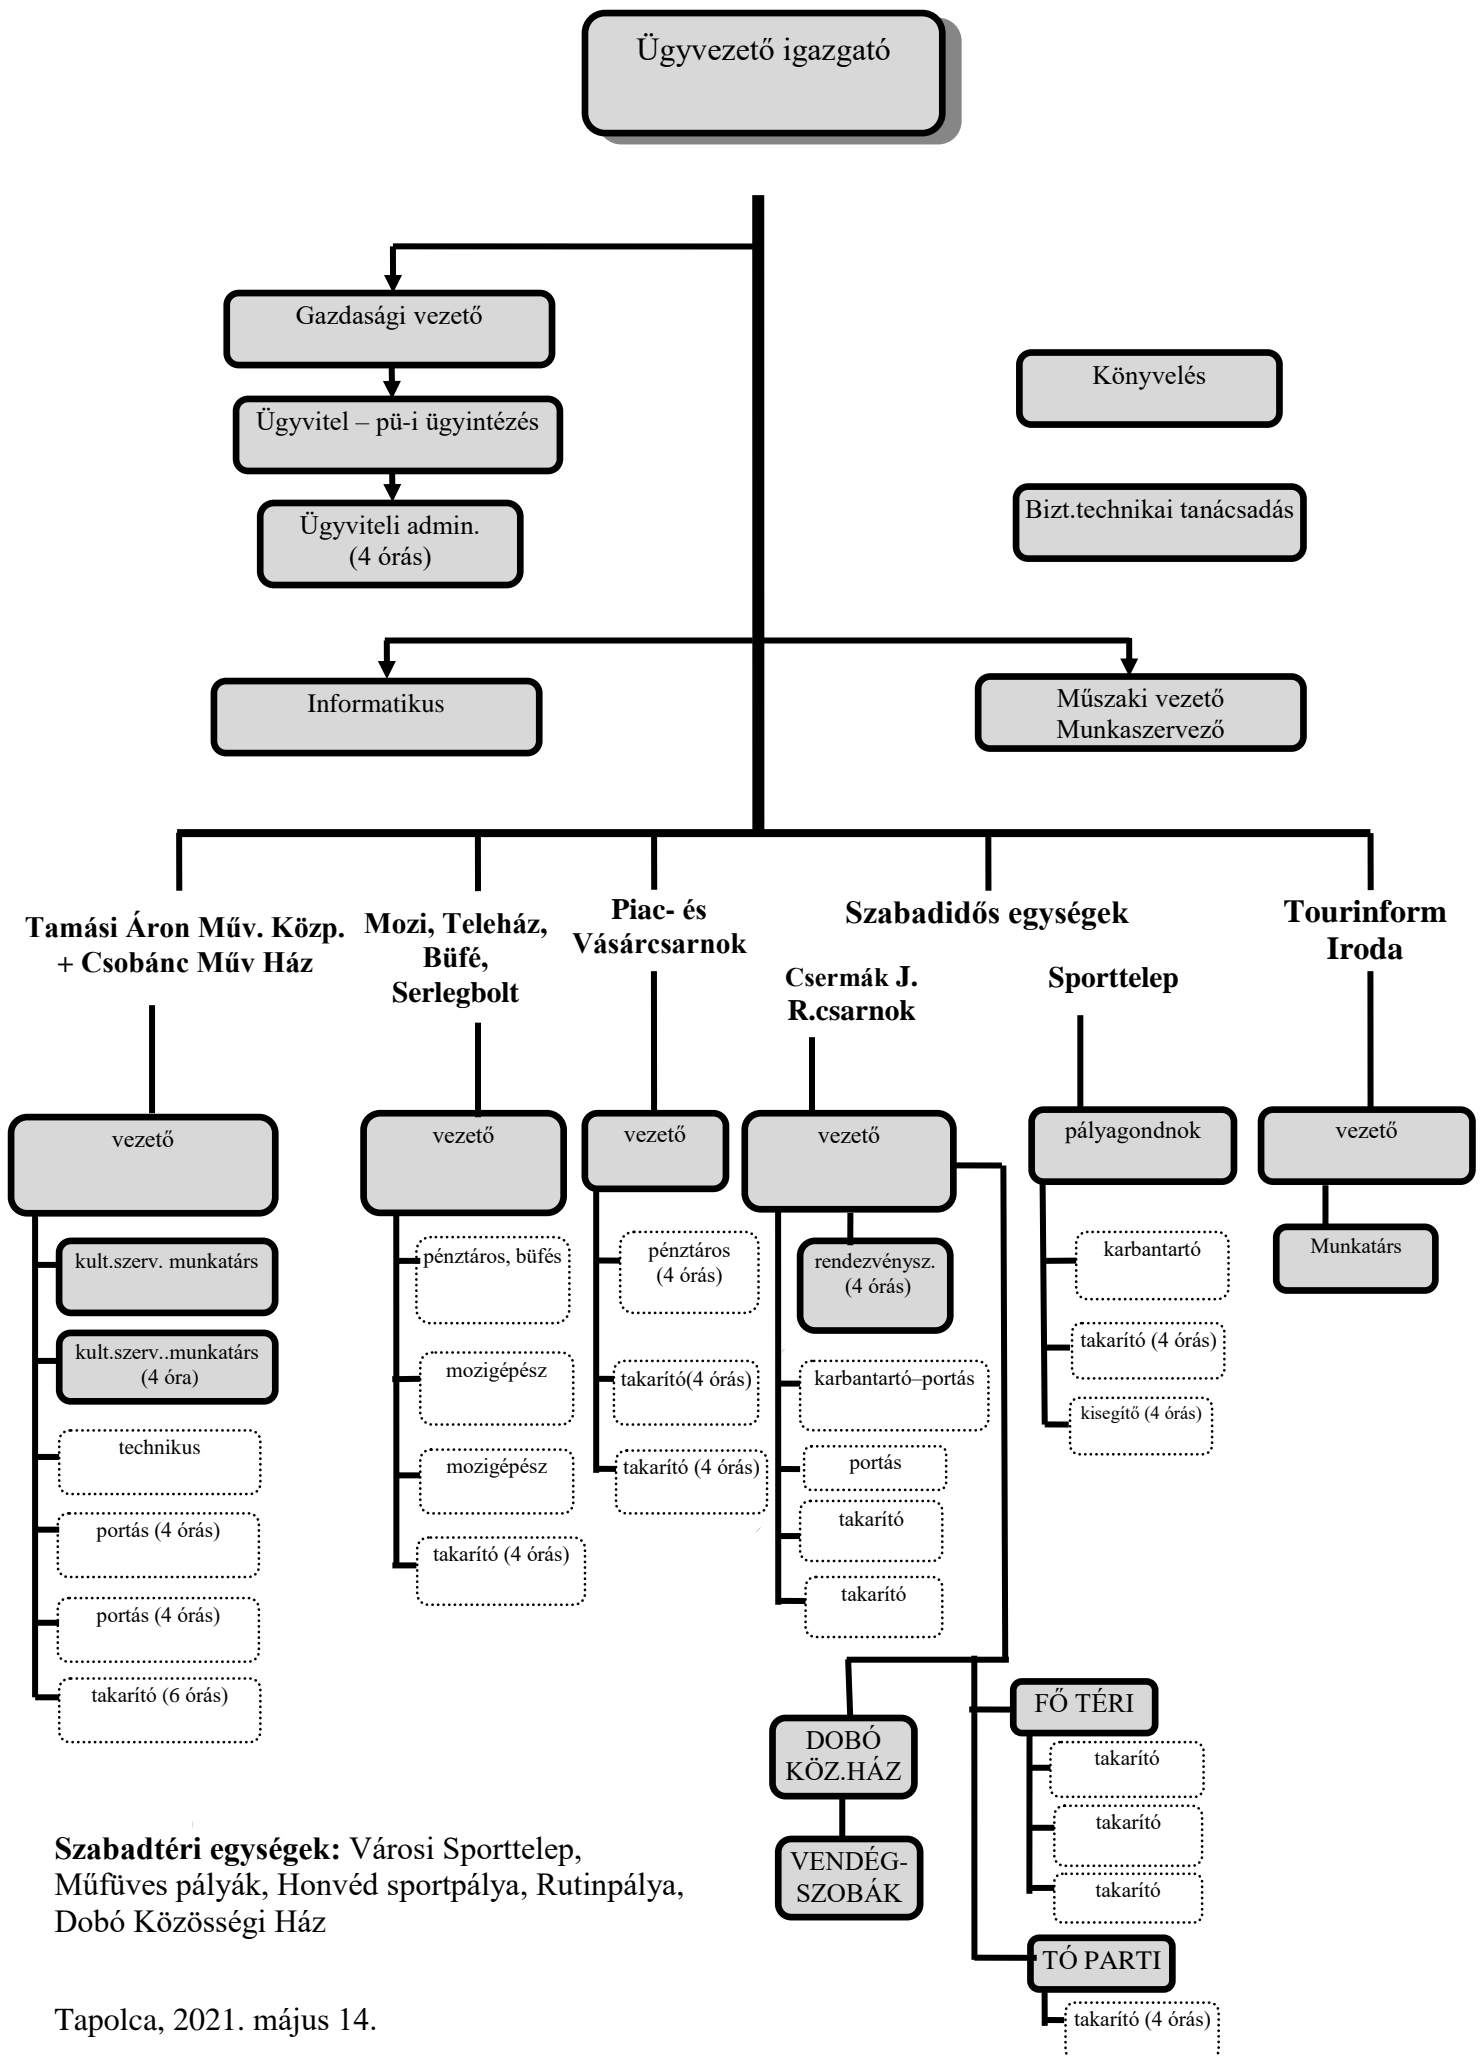 Ügyvezető igazgató
Gazdasági vezető
Könyvelés
Ügyvitel – pü-i ügyintézés
Bizt.technikai tanácsadás
Ügyviteli admin.
(4 órás)
Informatikus
Műszaki vezető
Munkaszervező
Tamási Áron Műv. Közp.
+ Csobánc Műv Ház
Mozi, Teleház,
Büfé,
Serlegbolt
Piac- és
Vásárcsarnok
Szabadidős egységek
Csermák J.
R.csarnok
Sporttelep
Tourinform
Iroda
vezető
kult.szerv. munkatárs
kult.szerv..munkatárs
(4 óra)
technikus
portás (4 órás)
portás (4 órás)
takarító (6 órás)
vezető
pénztáros, büfés
mozigépész
mozigépész
takarító (4 órás)
vezető
pénztáros
(4 órás)
takarító(4 órás)
takarító (4 órás)
vezető
rendezvénysz.
(4 órás)
karbantartó–portás
portás
takarító
takarító
pályagondnok
karbantartó
takarító (4 órás)
kisegítő (4 órás)
vezető
Munkatárs
DOBÓ
KÖZ.HÁZ
VENDÉG-
SZOBÁK
FŐ TÉRI
takarító
takarító
takarító
TÓ PARTI
takarító (4 órás)
Szabadtéri egységek: Városi Sporttelep,
Műfüves pályák, Honvéd sportpálya, Rutinpálya,
Dobó Közösségi Ház
Tapolca, 2021. május 14.